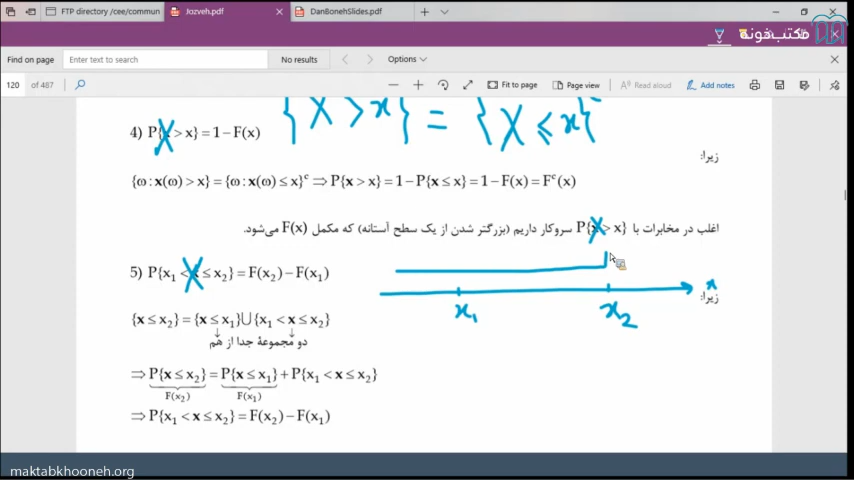 FTP directory /cee/commun
Jozveh.pdf
DanBonehSlides.pdf
مکتب‌خونه
Find on page
Enter text to search
No results
Options
120 of 487
Fit to page
Page view
Read aloud
Add notes
{X > x} = {X ≤ x}ᶜ
4) P{X > x} = 1 − F(x)
زیرا:
{ω : x(ω) > x} = {ω : x(ω) ≤ x}ᶜ ⇒ P{x > x} = 1 − P{x ≤ x} = 1 − F(x) = Fᶜ(x)
اغلب در مخابرات با P{X > x} سروکار داریم (بزرگتر شدن از یک سطح آستانه) که مکمل F(x) می‌شود.
5) P{x₁ < X ≤ x₂} = F(x₂) − F(x₁)
زیرا:
x
x₁ x₂
{x ≤ x₂} = {x ≤ x₁} ∪ {x₁ < x ≤ x₂}
↓ ↓
دو مجموعهٔ جدا از هم
⇒ P{x ≤ x₂} = P{x ≤ x₁} + P{x₁ < x ≤ x₂}
F(x₂) F(x₁)
⇒ P{x₁ < x ≤ x₂} = F(x₂) − F(x₁)
maktabkhooneh.org